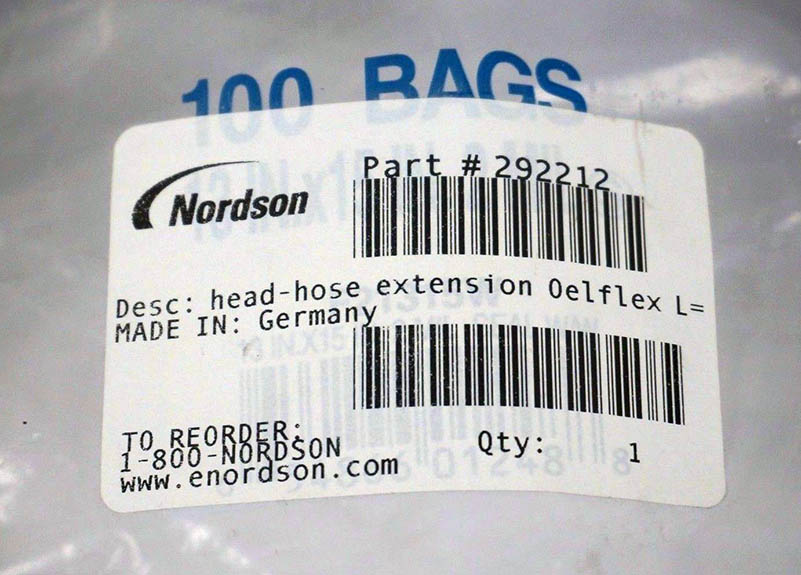 100 BAGS
Nordson
Part # 292212
Desc: head-hose extension Oelflex L=
MADE IN: Germany
TO REORDER:
1-800-NORDSON
www.enordson.com
Qty: 1